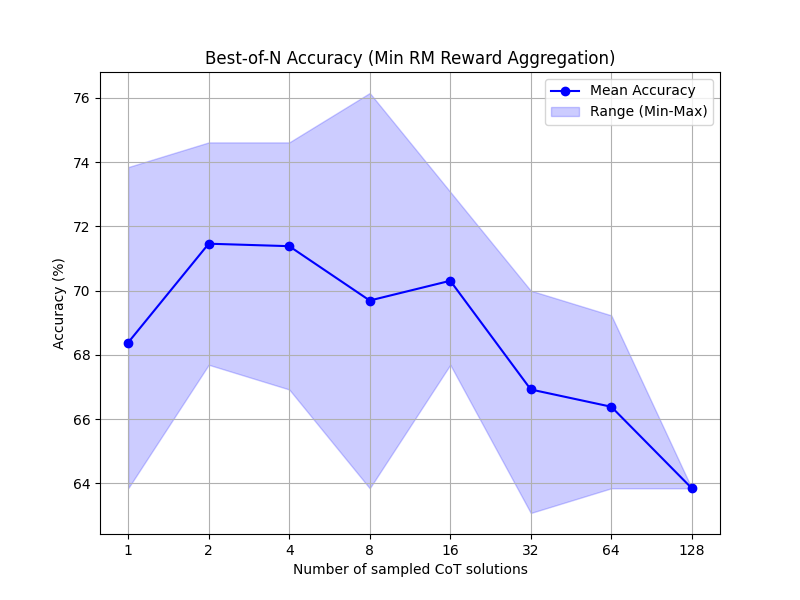 Best-of-N Accuracy (Min RM Reward Aggregation)
Mean Accuracy
Range (Min-Max)
Accuracy (%)
76
74
72
70
68
66
64
1 2 4 8 16 32 64 128
Number of sampled CoT solutions